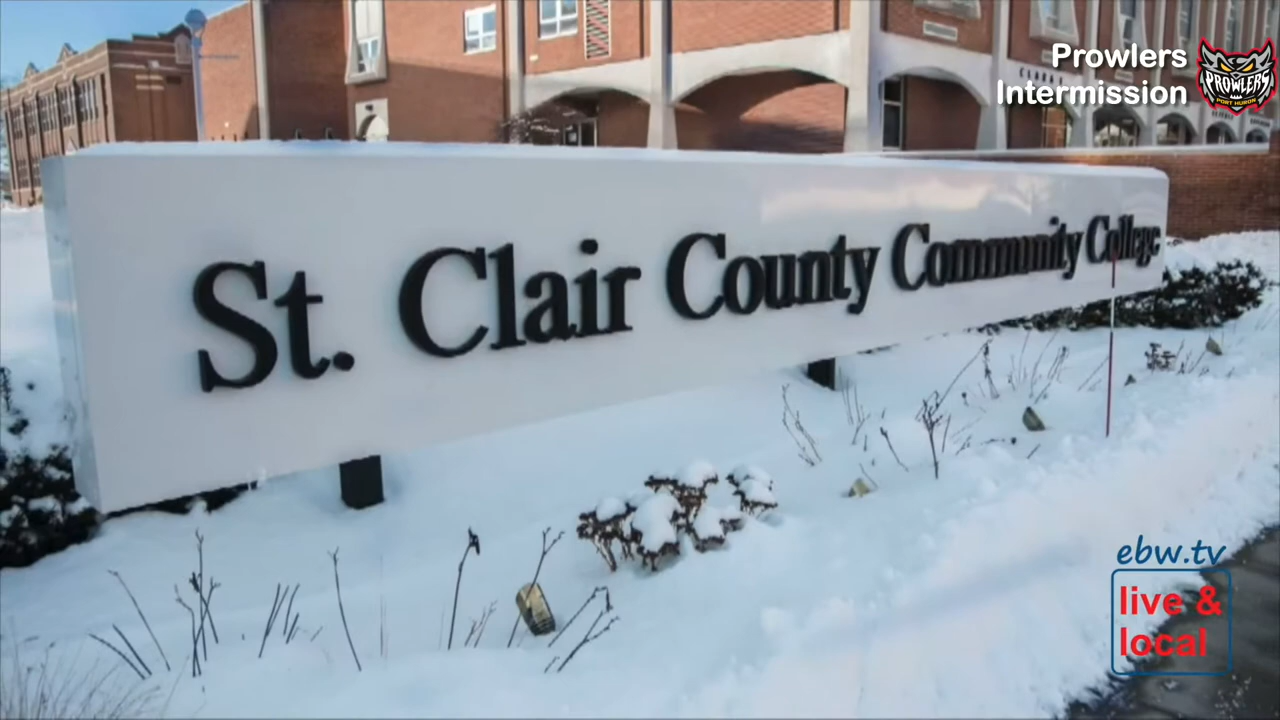 Prowlers
Intermission
PROWLERS
PORT HURON
St. Clair County Community College
ebw.tv
live &
local